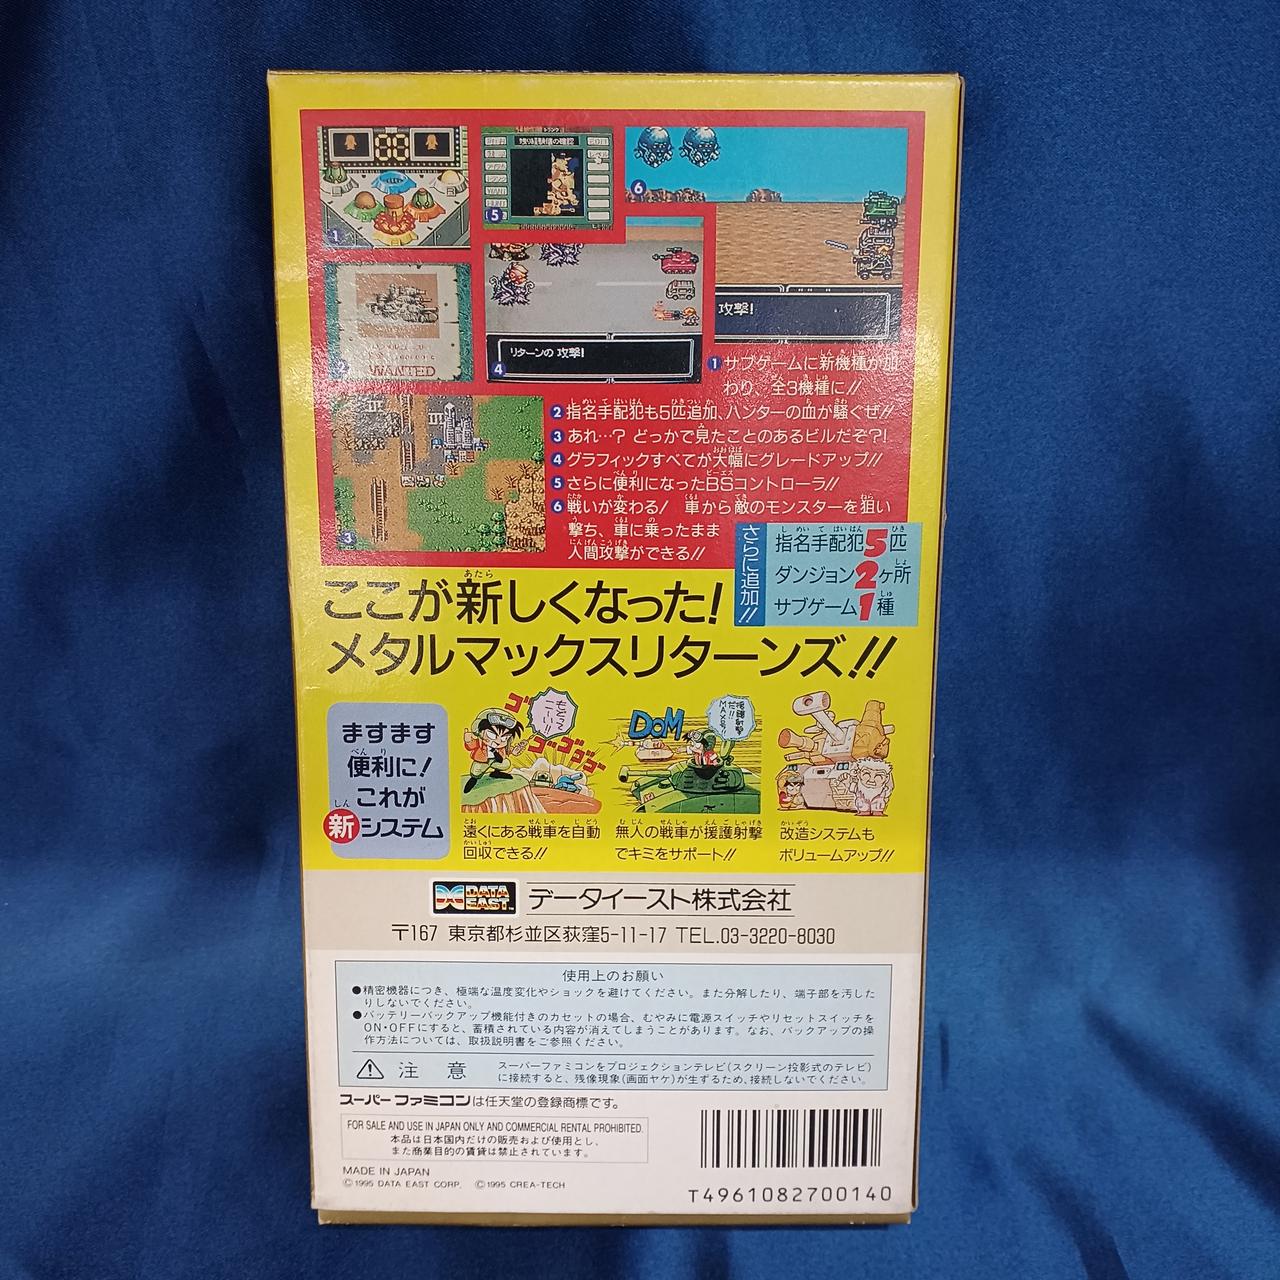 00
1
トランク
5
6
攻撃!
WANTED
2
リターンの 攻撃!
4
3
1 サブゲームに新機種が加
わり、全3機種に!!
2 指名手配犯も5匹追加、ハンターの血が騒ぐぜ!!
3 あれ…? どっかで見たことのあるビルだぞ?!
4 グラフィックすべてが大幅にグレードアップ!!
5 さらに便利になったBSコントローラ!!
6 戦いが変わる! 車から敵のモンスターを狙い
撃ち、車に乗ったまま
人間攻撃ができる!!
さらに追加!!
指名手配犯5匹
ダンジョン2ヶ所
サブゲーム1種
ここが新しくなった!
メタルマックスリターンズ!!
ますます
便利に!
これが
新システム
ゴゴーゴゴゴー
もどってこーい!!
遠くにある戦車を自動
回収できる!!
DOM
無人の戦車が援護射撃
でキミをサポート!!
改造システムも
ボリュームアップ!!
DATA EAST
データイースト株式会社
〒167 東京都杉並区荻窪5-11-17 TEL.03-3220-8030
使用上のお願い
●精密機器につき、極端な温度変化やショックを避けてください。また分解したり、端子部を汚した
りしないでください。
●バッテリーバックアップ機能付きのカセットの場合、むやみに電源スイッチやリセットスイッチを
ON・OFFにすると、蓄積されている内容が消えてしまうことがあります。なお、バックアップの操
作方法については、取扱説明書をご参照ください。
注意
スーパーファミコンをプロジェクションテレビ(スクリーン投影式のテレビ)
に接続すると、残像現象(画面ヤケ)が生ずるため、接続しないでください。
スーパーファミコンは任天堂の登録商標です。
FOR SALE AND USE IN JAPAN ONLY AND COMMERCIAL RENTAL PROHIBITED.
本品は日本国内だけの販売および使用とし、
また商業目的の賃貸は禁止されています。
MADE IN JAPAN
©1995 DATA EAST CORP. ©1995 CREA-TECH
T4961082700140